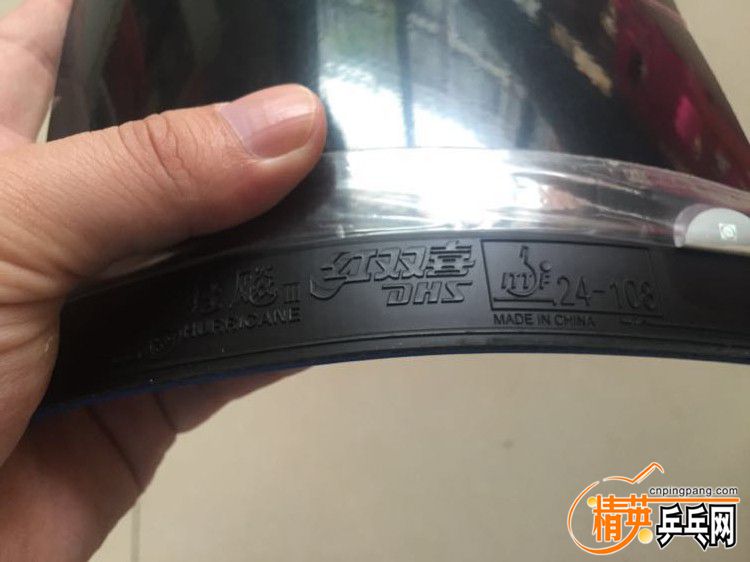 狂飚III 红双喜 ITTF 24-108
HURRICANE DHS MADE IN CHINA
cnpingpang.com
精英乒乓网